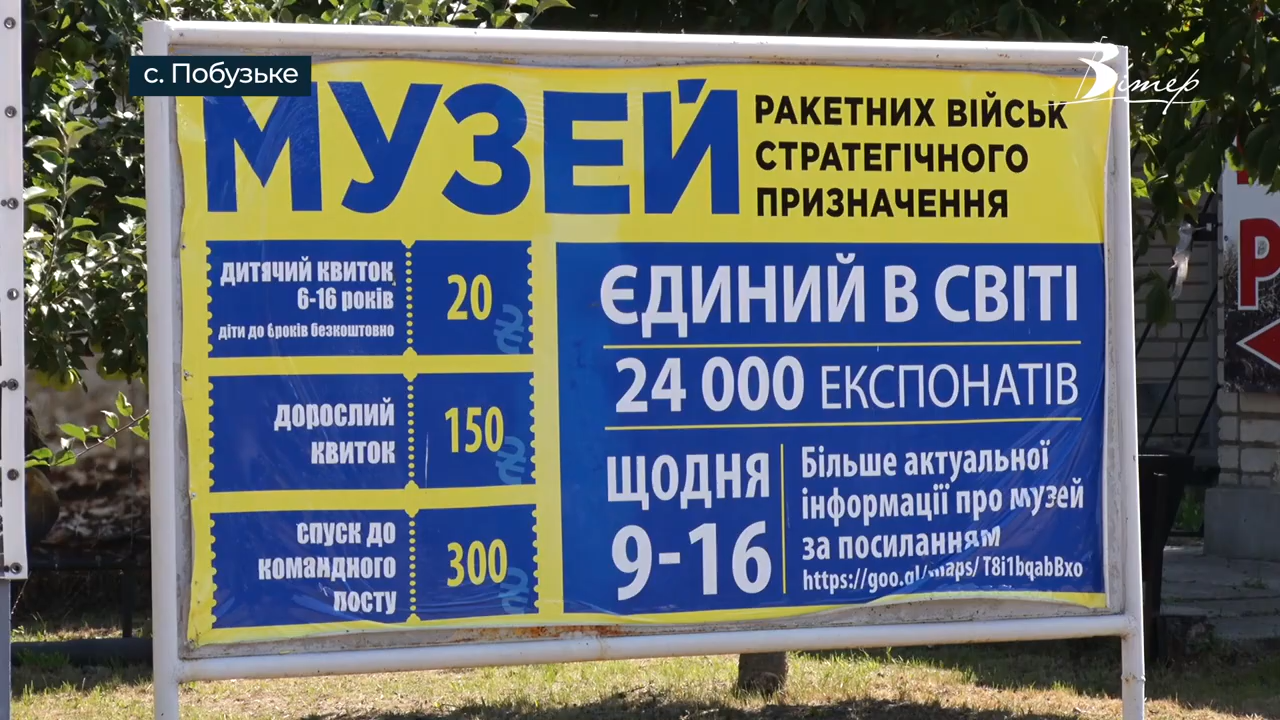 с. Побузьке
Вітер
МУЗЕЙ
РАКЕТНИХ ВІЙСЬК
СТРАТЕГІЧНОГО
ПРИЗНАЧЕННЯ
ДИТЯЧИЙ КВИТОК
6-16 РОКІВ
діти до 6років безкоштовно
20
ДОРОСЛИЙ
КВИТОК
150
СПУСК ДО
КОМАНДНОГО
ПОСТУ
300
ЄДИНИЙ В СВІТІ
24 000 ЕКСПОНАТІВ
ЩОДНЯ
9-16
Більше актуальної
інформації про музей
за посиланням
https://goo.gl/maps/T8i1bqabBxo
Р